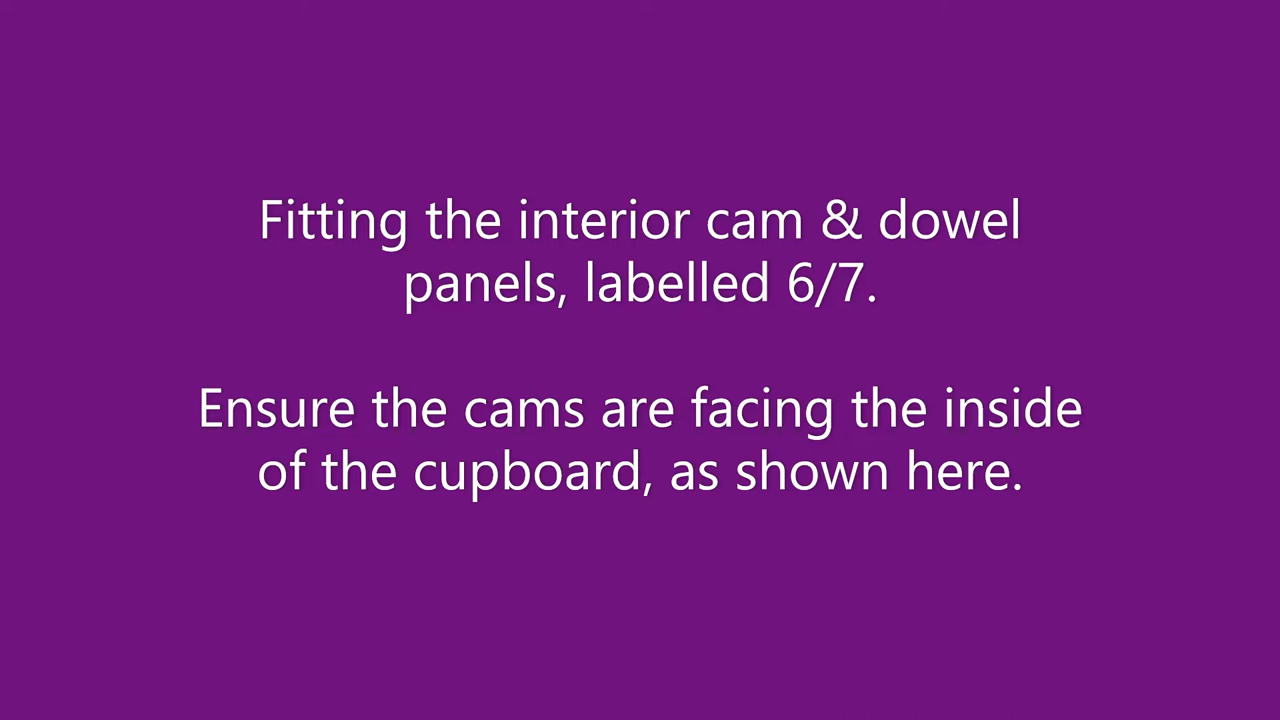 Fitting the interior cam & dowel
panels, labelled 6/7.
Ensure the cams are facing the inside
of the cupboard, as shown here.